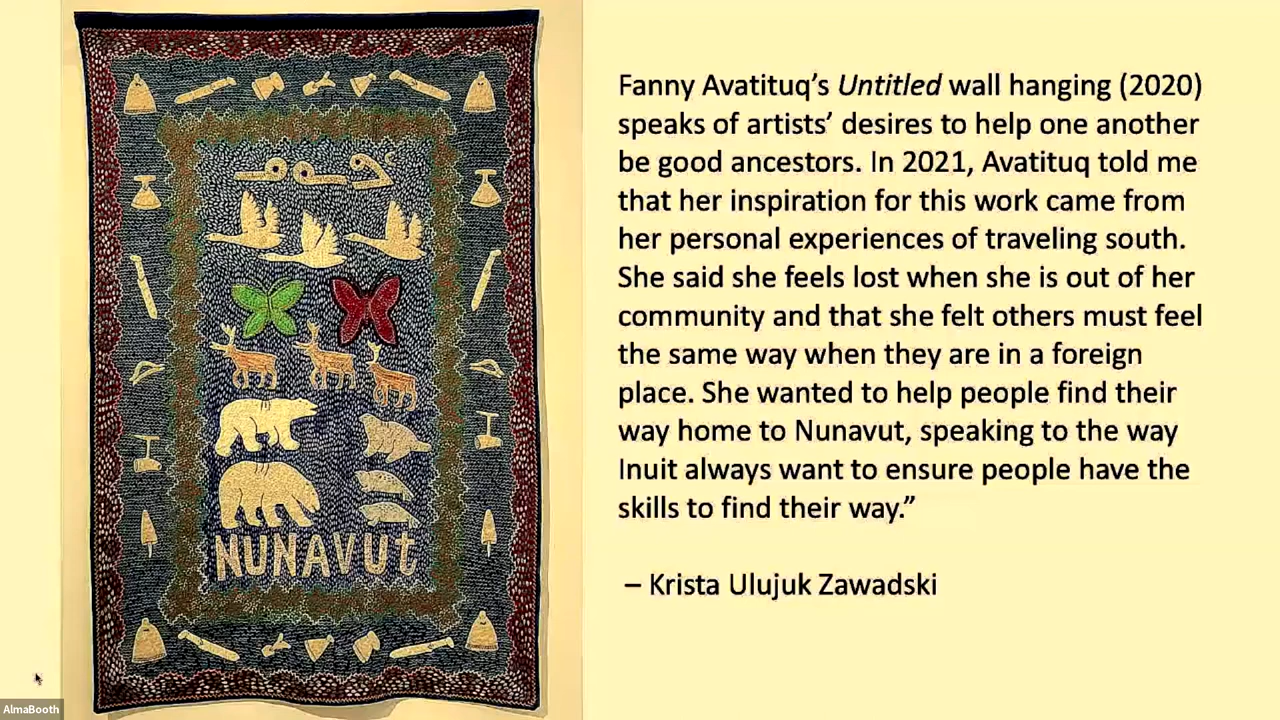 ᓄᓇᕗᑦ
NUNAVUt
Fanny Avatituq’s Untitled wall hanging (2020)
speaks of artists’ desires to help one another
be good ancestors. In 2021, Avatituq told me
that her inspiration for this work came from
her personal experiences of traveling south.
She said she feels lost when she is out of her
community and that she felt others must feel
the same way when they are in a foreign
place. She wanted to help people find their
way home to Nunavut, speaking to the way
Inuit always want to ensure people have the
skills to find their way.”
– Krista Ulujuk Zawadski
AlmaBooth